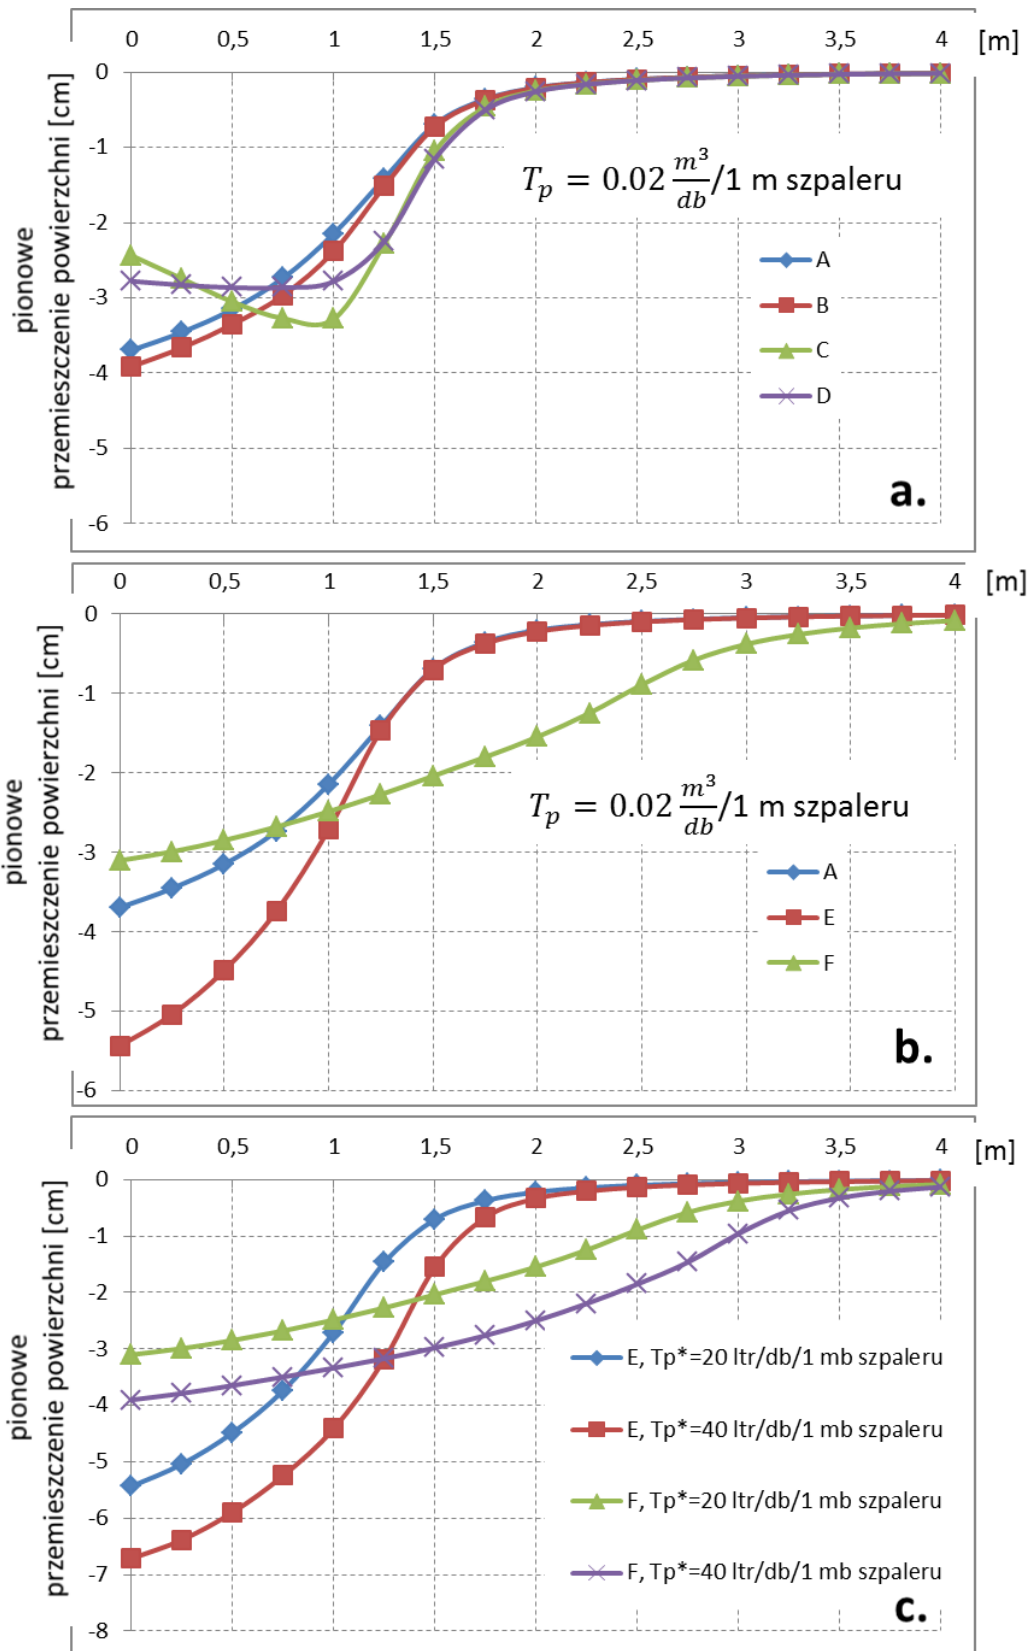 0 0,5 1 1,5 2 2,5 3 3,5 4 [m]
pionowe
przemieszczenie powierzchni [cm]
0
-1
-2
-3
-4
-5
-6
T_p = 0.02 m³/db/1 m szpaleru
A
B
C
D
a.
0 0,5 1 1,5 2 2,5 3 3,5 4 [m]
pionowe
przemieszczenie powierzchni [cm]
0
-1
-2
-3
-4
-5
-6
T_p = 0.02 m³/db/1 m szpaleru
A
E
F
b.
0 0,5 1 1,5 2 2,5 3 3,5 4 [m]
pionowe
przemieszczenie powierzchni [cm]
0
-1
-2
-3
-4
-5
-6
-7
-8
E, Tp*=20 ltr/db/1 mb szpaleru
E, Tp*=40 ltr/db/1 mb szpaleru
F, Tp*=20 ltr/db/1 mb szpaleru
F, Tp*=40 ltr/db/1 mb szpaleru
c.